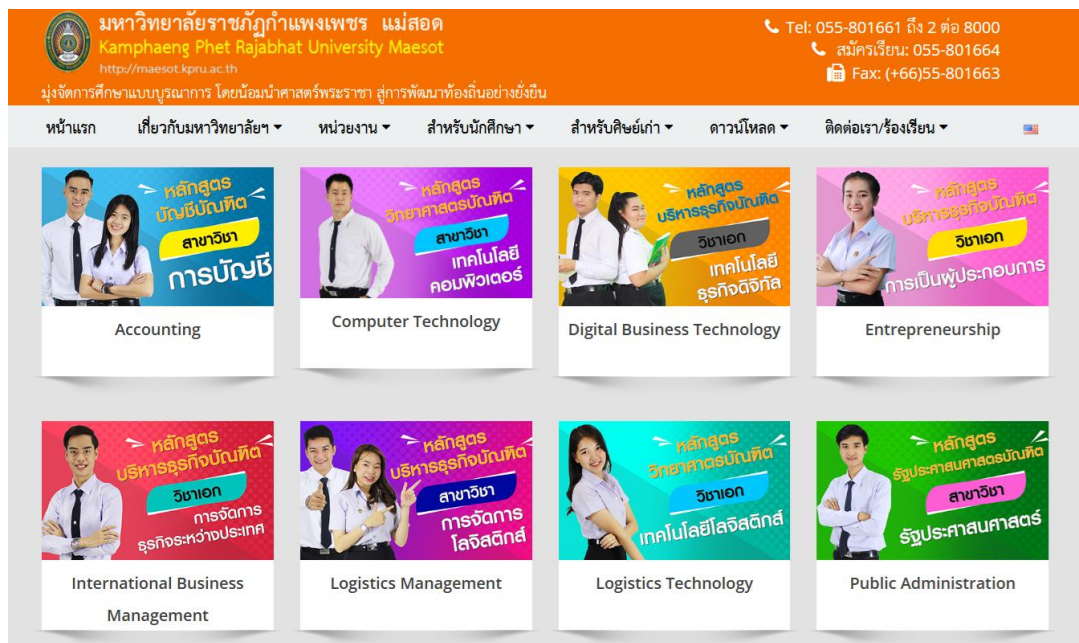 มหาวิทยาลัยราชภัฏกำแพงเพชร แม่สอด
Kamphaeng Phet Rajabhat University Maesot
http://maesot.kpru.ac.th
มุ่งจัดการศึกษาแบบบูรณาการ โดยน้อมนำศาสตร์พระราชา สู่การพัฒนาท้องถิ่นอย่างยั่งยืน
Tel: 055-801661 ถึง 2 ต่อ 8000
สมัครเรียน: 055-801664
Fax: (+66)55-801663
หน้าแรก เกี่ยวกับมหาวิทยาลัยฯ หน่วยงาน สำหรับนักศึกษา สำหรับศิษย์เก่า ดาวน์โหลด ติดต่อเรา/ร้องเรียน
หลักสูตร
บัญชีบัณฑิต
สาขาวิชา
การบัญชี
Accounting
หลักสูตร
วิทยาศาสตรบัณฑิต
สาขาวิชา
เทคโนโลยี
คอมพิวเตอร์
Computer Technology
หลักสูตร
บริหารธุรกิจบัณฑิต
วิชาเอก
เทคโนโลยี
ธุรกิจดิจิทัล
Digital Business Technology
หลักสูตร
บริหารธุรกิจบัณฑิต
วิชาเอก
การเป็นผู้ประกอบการ
Entrepreneurship
หลักสูตร
บริหารธุรกิจบัณฑิต
วิชาเอก
การจัดการ
ธุรกิจระหว่างประเทศ
International Business
Management
หลักสูตร
บริหารธุรกิจบัณฑิต
สาขาวิชา
การจัดการ
โลจิสติกส์
Logistics Management
หลักสูตร
วิทยาศาตรบัณฑิต
วิชาเอก
เทคโนโลยีโลจิสติกส์
Logistics Technology
หลักสูตร
รัฐประศาสนศาสตรบัณฑิต
สาขาวิชา
รัฐประศาสนศาสตร์
Public Administration